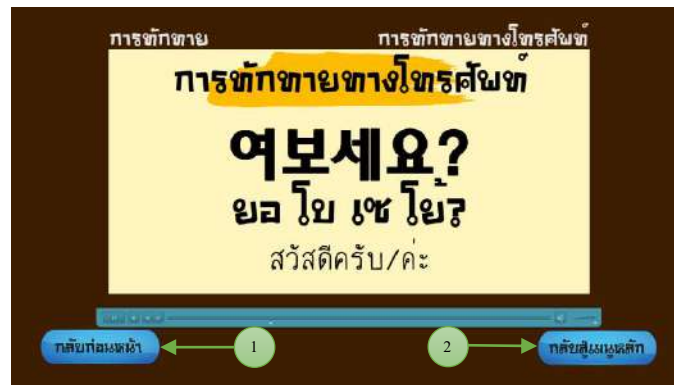 การทักทาย
การทักทายทางโทรศัพท์
การทักทายทางโทรศัพท์
여보세요?
ยอ โบ เซ โย้?
สวัสดีครับ/ค่ะ
กลับก่อนหน้า
1
2
กลับสู่เมนูหลัก